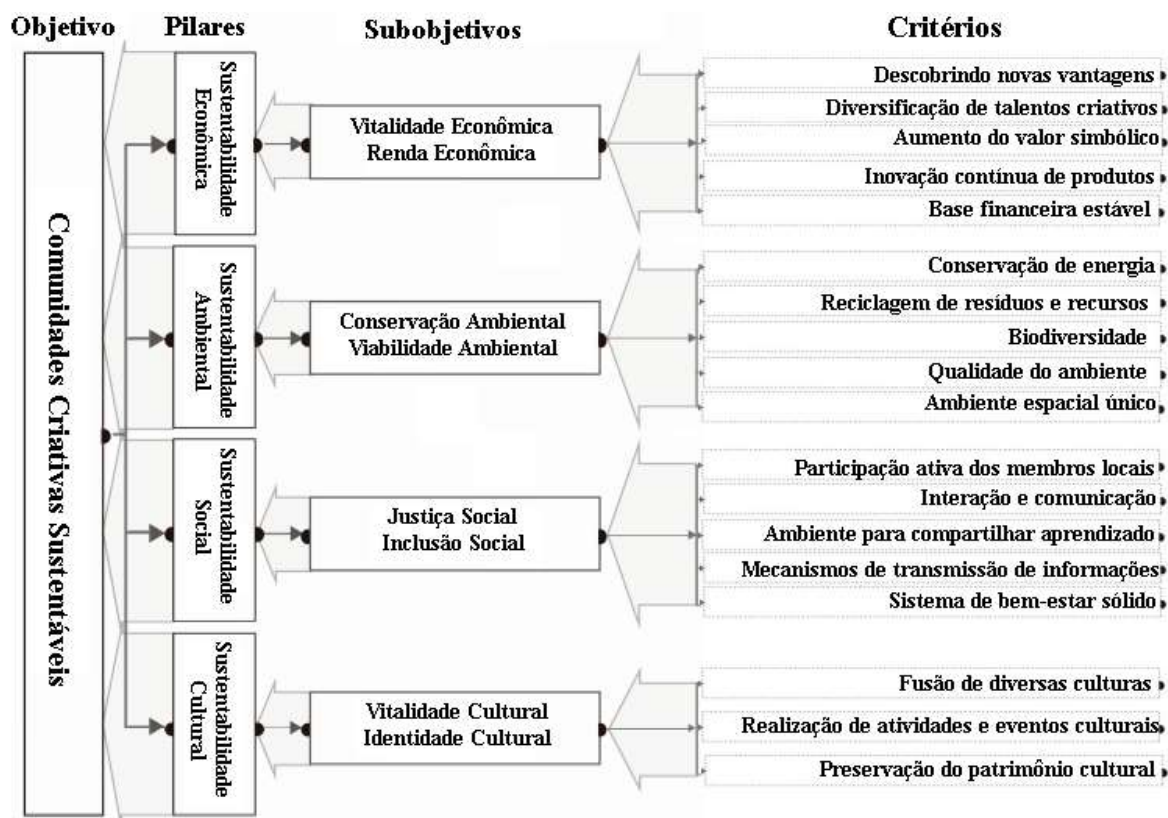 Objetivo
Pilares
Subobjetivos
Critérios
Comunidades Criativas Sustentáveis
Sustentabilidade
Econômica
Vitalidade Econômica
Renda Econômica
Descobrindo novas vantagens
Diversificação de talentos criativos
Aumento do valor simbólico
Inovação contínua de produtos
Base financeira estável
Sustentabilidade
Ambiental
Conservação Ambiental
Viabilidade Ambiental
Conservação de energia
Reciclagem de resíduos e recursos
Biodiversidade
Qualidade do ambiente
Ambiente espacial único
Sustentabilidade
Social
Justiça Social
Inclusão Social
Participação ativa dos membros locais
Interação e comunicação
Ambiente para compartilhar aprendizado
Mecanismos de transmissão de informações
Sistema de bem-estar sólido
Sustentabilidade
Cultural
Vitalidade Cultural
Identidade Cultural
Fusão de diversas culturas
Realização de atividades e eventos culturais
Preservação do patrimônio cultural